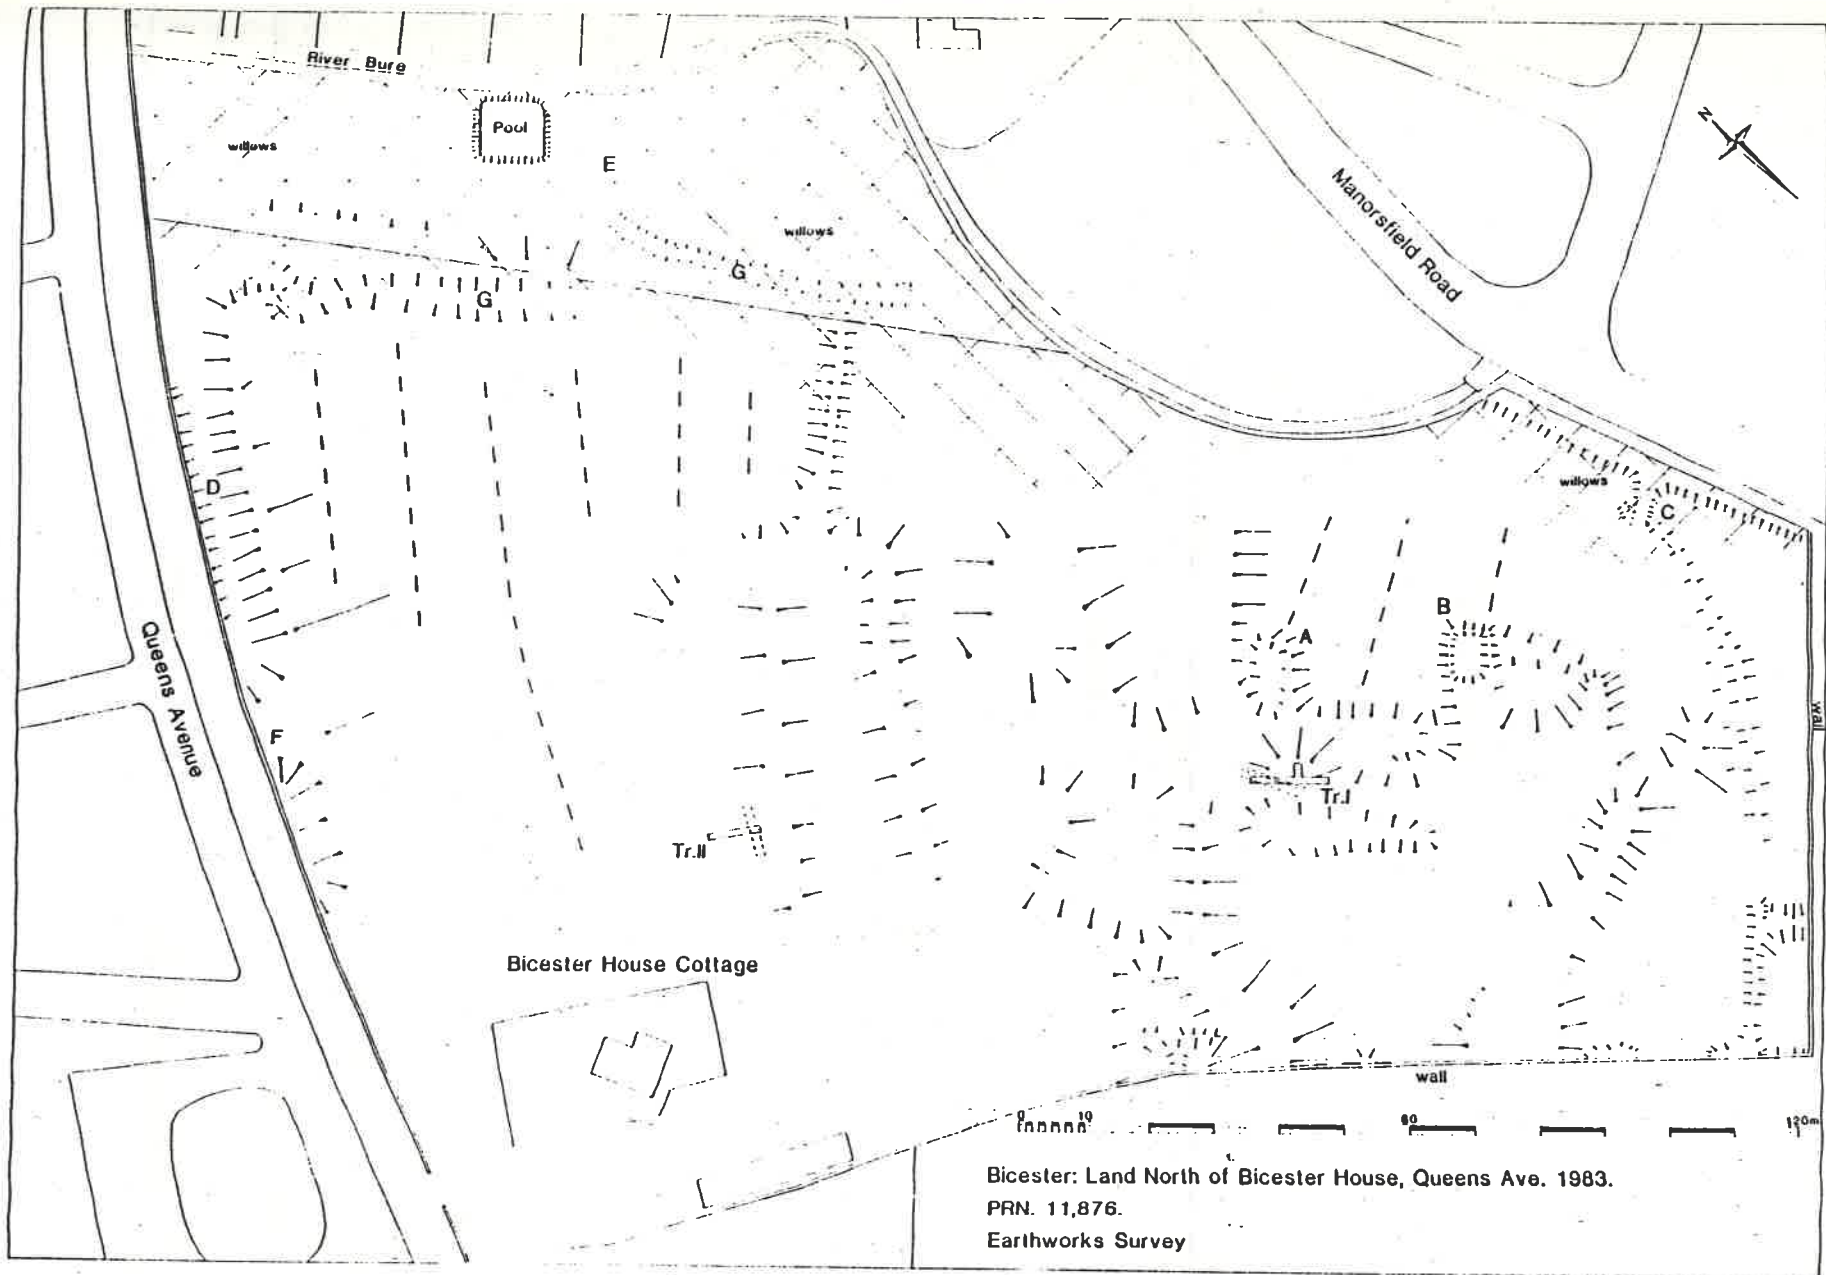 River Bure
Pool
willows
E
willows
G
G
N
Manorsfield Road
D
willows
C
B
A
Queens Avenue
wall
F
Tr.I
Tr.II
Bicester House Cottage
wall
0 10 60 120m
Bicester: Land North of Bicester House, Queens Ave. 1983.
PRN. 11,876.
Earthworks Survey